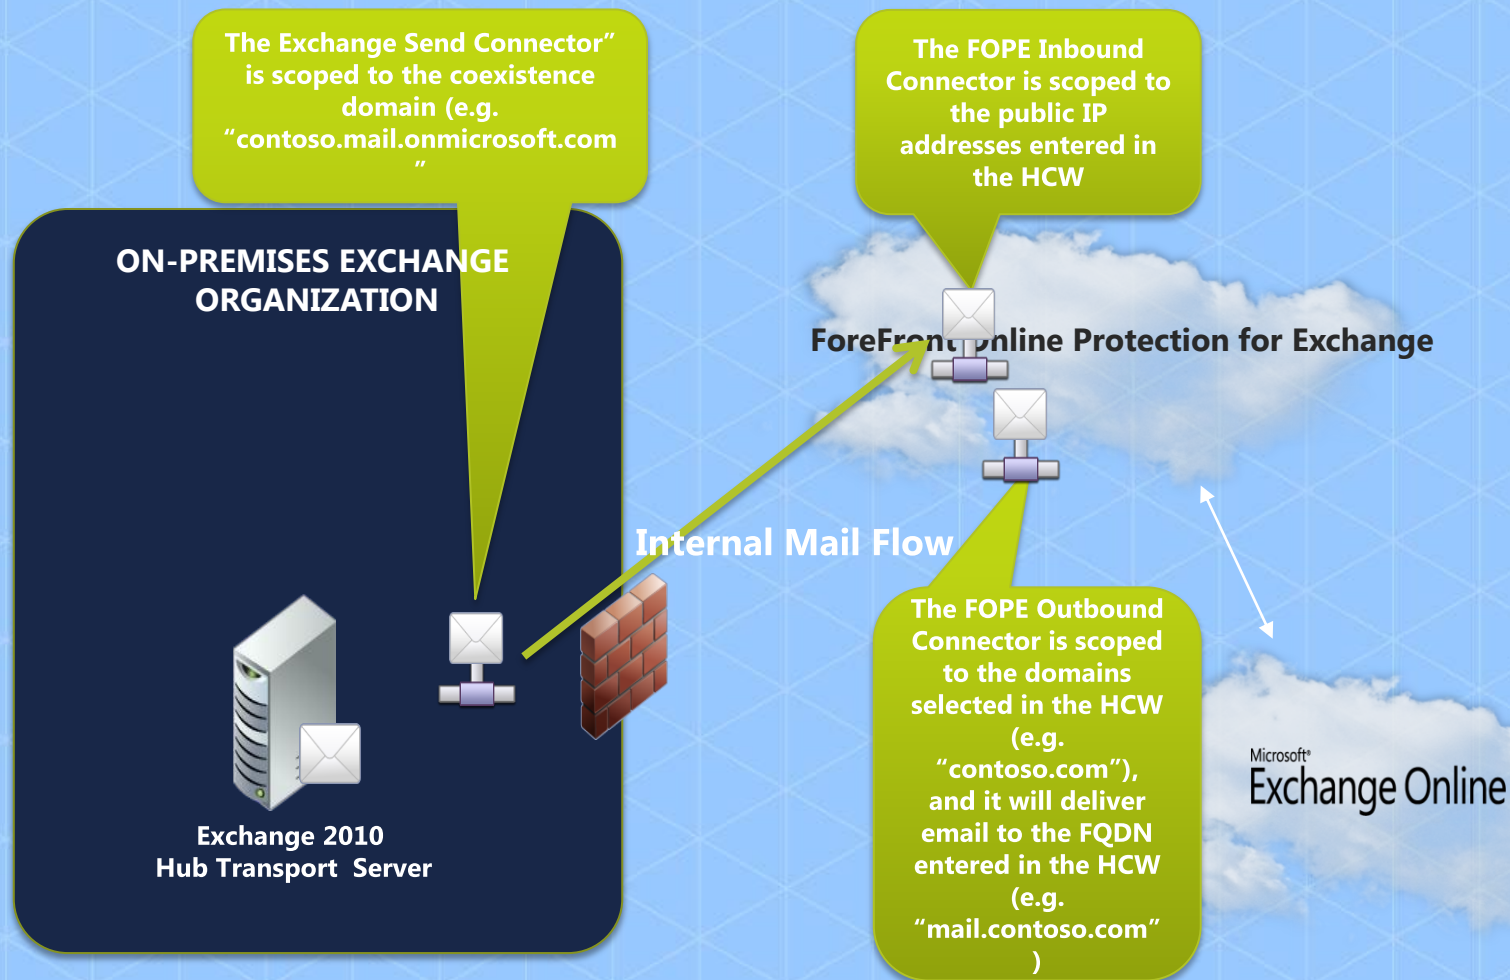 The Exchange Send Connector”
is scoped to the coexistence
domain (e.g.
“contoso.mail.onmicrosoft.com
”
The FOPE Inbound
Connector is scoped to
the public IP
addresses entered in
the HCW
ON-PREMISES EXCHANGE
ORGANIZATION
ForeFront Online Protection for Exchange
Internal Mail Flow
The FOPE Outbound
Connector is scoped
to the domains
selected in the HCW
(e.g.
“contoso.com”),
and it will deliver
email to the FQDN
entered in the HCW
(e.g.
“mail.contoso.com”
)
Microsoft®
Exchange Online
Exchange 2010
Hub Transport  Server